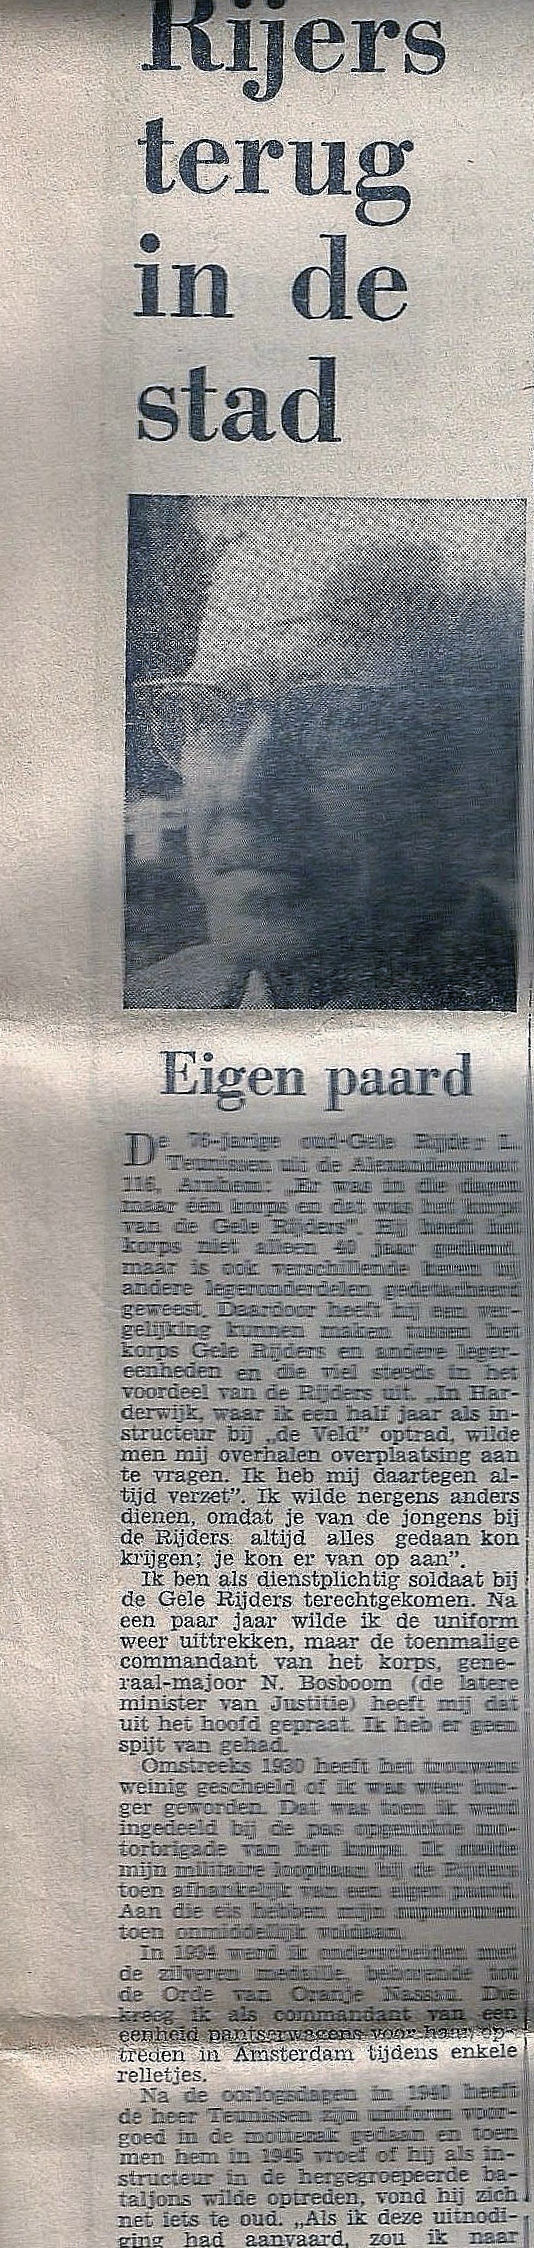 Rijers
terug
in de
stad
Eigen paard
De 76-jarige oud-Gele Rijder L.
Teunissen uit de
116, Arnhem: „Er was in die dagen
maar één korps en dat was het korps
van de Gele Rijders”. Hij heeft het
korps niet alleen 40 jaar gediend,
maar is ook verschillende keren bij
andere legeronderdelen gedetacheerd
geweest. Daardoor heeft hij een ver-
gelijking kunnen maken tussen het
korps Gele Rijders en andere leger-
eenheden en die viel steeds in het
voordeel van de Rijders uit. „In Har-
derwijk, waar ik een half jaar als in-
structeur bij „de Veld” optrad, wilde
men mij overhalen overplaatsing aan
te vragen. Ik heb mij daartegen al-
tijd verzet”. Ik wilde nergens anders
dienen, omdat je van de jongens bij
de Rijders altijd alles gedaan kon
krijgen; je kon er van op aan”.
Ik ben als dienstplichtig soldaat bij
de Gele Rijders terechtgekomen. Na
een paar jaar wilde ik de uniform
weer uittrekken, maar de toenmalige
commandant van het korps, gene-
raal-majoor N. Bosboom (de latere
minister van Justitie) heeft mij dat
uit het hoofd gepraat. Ik heb er geen
spijt van gehad.
Omstreeks 1930 heeft het trouwens
weinig gescheeld of ik was weer bur-
ger geworden. Dat was toen ik werd
ingedeeld bij de pas opgerichte mo-
torbrigade van het korps. Ik stelde
mijn militaire loopbaan bij de Rijders
toen afhankelijk van een eigen paard.
Aan die eis hebben mijn superieuren
toen onmiddellijk voldaan.
In 1934 werd ik onderscheiden met
de zilveren medaille, behorende tot
de Orde van Oranje Nassau. Die
kreeg ik als commandant van een
eenheid pantserwagens voor haar op-
treden in Amsterdam tijdens enkele
relletjes.
Na de oorlogsdagen in 1940 heeft
de heer Teunissen zijn uniform voor-
goed in de mottenzak gedaan en toen
men hem in 1945 vroef of hij als in-
structeur in de hergegroepeerde ba-
taljons wilde optreden, vond hij zich
net iets te oud. „Als ik deze uitnodi-
ging had aanvaard, zou ik naar